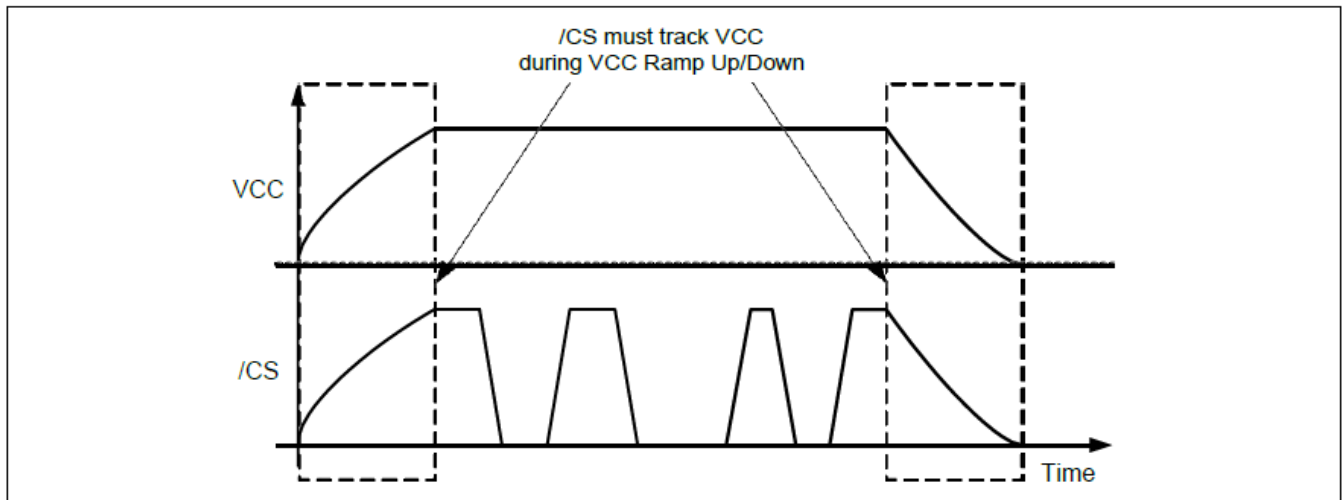 /CS must track VCC
during VCC Ramp Up/Down
VCC
/CS
Time